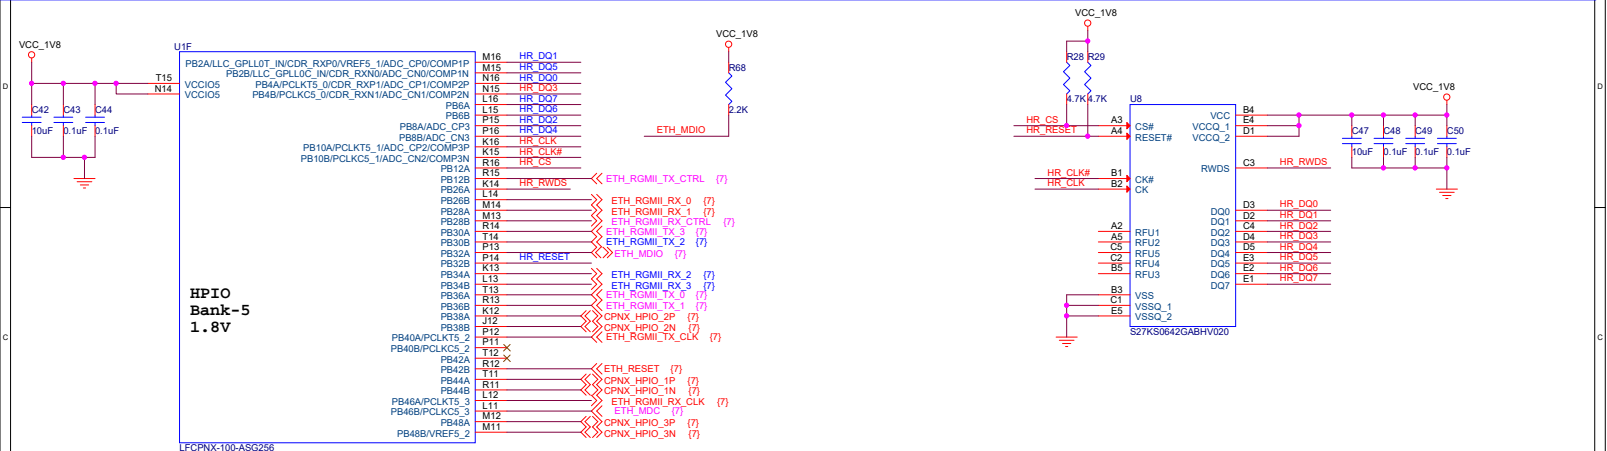 VCC_1V8
D
C42
10uF
C43
0.1uF
C44
0.1uF
U1F
T15 VCCIO5
N14 VCCIO5
PB2A/LLC_GPLL0T_IN/CDR_RXP0/VREF5_1/ADC_CP0/COMP1P M16 HR_DQ1
PB2B/LLC_GPLL0C_IN/CDR_RXN0/ADC_CN0/COMP1N M15 HR_DQ5
PB4A/PCLKT5_0/CDR_RXP1/ADC_CP1/COMP2P N16 HR_DQ0
PB4B/PCLKC5_0/CDR_RXN1/ADC_CN1/COMP2N N15 HR_DQ3
PB6A L16 HR_DQ7
PB6B L15 HR_DQ6
PB8A/ADC_CP3 P15 HR_DQ2
PB8B/ADC_CN3 P16 HR_DQ4
PB10A/PCLKT5_1/ADC_CP2/COMP3P K16 HR_CLK
PB10B/PCLKC5_1/ADC_CN2/COMP3N K15 HR_CLK#
PB12A R16 HR_CS
PB12B R15 ETH_RGMII_TX_CTRL {7}
PB26A K14 HR_RWDS
PB26B L14 ETH_RGMII_RX_0 {7}
PB28A M14 ETH_RGMII_RX_1 {7}
PB28B M13 ETH_RGMII_RX_CTRL {7}
PB30A R14 ETH_RGMII_TX_3 {7}
PB30B T14 ETH_RGMII_TX_2 {7}
PB32A P13 ETH_MDIO {7}
PB32B P14 HR_RESET
PB34A K13 ETH_RGMII_RX_2 {7}
PB34B L13 ETH_RGMII_RX_3 {7}
PB36A T13 ETH_RGMII_TX_0 {7}
PB36B R13 ETH_RGMII_TX_1 {7}
PB38A K12 CPNX_HPIO_2P {7}
PB38B J12 CPNX_HPIO_2N {7}
PB40A/PCLKT5_2 P12 ETH_RGMII_TX_CLK {7}
PB40B/PCLKC5_2 P11
PB42A T12
PB42B R12 ETH_RESET {7}
PB44A T11 CPNX_HPIO_1P {7}
PB44B R11 CPNX_HPIO_1N {7}
PB46A/PCLKT5_3 L12 ETH_RGMII_RX_CLK {7}
PB46B/PCLKC5_3 L11 ETH_MDC {7}
PB48A M12 CPNX_HPIO_3P {7}
PB48B/VREF5_2 M11 CPNX_HPIO_3N {7}
HPIO
Bank-5
1.8V
LFCPNX-100-ASG256
C
VCC_1V8
R68
2.2K
ETH_MDIO
VCC_1V8
R28 R29
4.7K 4.7K
U8
HR_CS A3 CS#
HR_RESET A4 RESET#
HR_CLK# B1 CK#
HR_CLK B2 CK
A2 RFU1
A5 RFU2
C5 RFU5
C2 RFU4
B5 RFU3
B3 VSS
C1 VSSQ_1
E5 VSSQ_2
VCC B4
VCCQ_1 E4
VCCQ_2 D1
RWDS C3 HR_RWDS
DQ0 D3 HR_DQ0
DQ1 D2 HR_DQ1
DQ2 C4 HR_DQ2
DQ3 D4 HR_DQ3
DQ4 D5 HR_DQ4
DQ5 E3 HR_DQ5
DQ6 E2 HR_DQ6
DQ7 E1 HR_DQ7
S27KS0642GABHV020
VCC_1V8
C47
10uF
C48
0.1uF
C49
0.1uF
C50
0.1uF
D
C